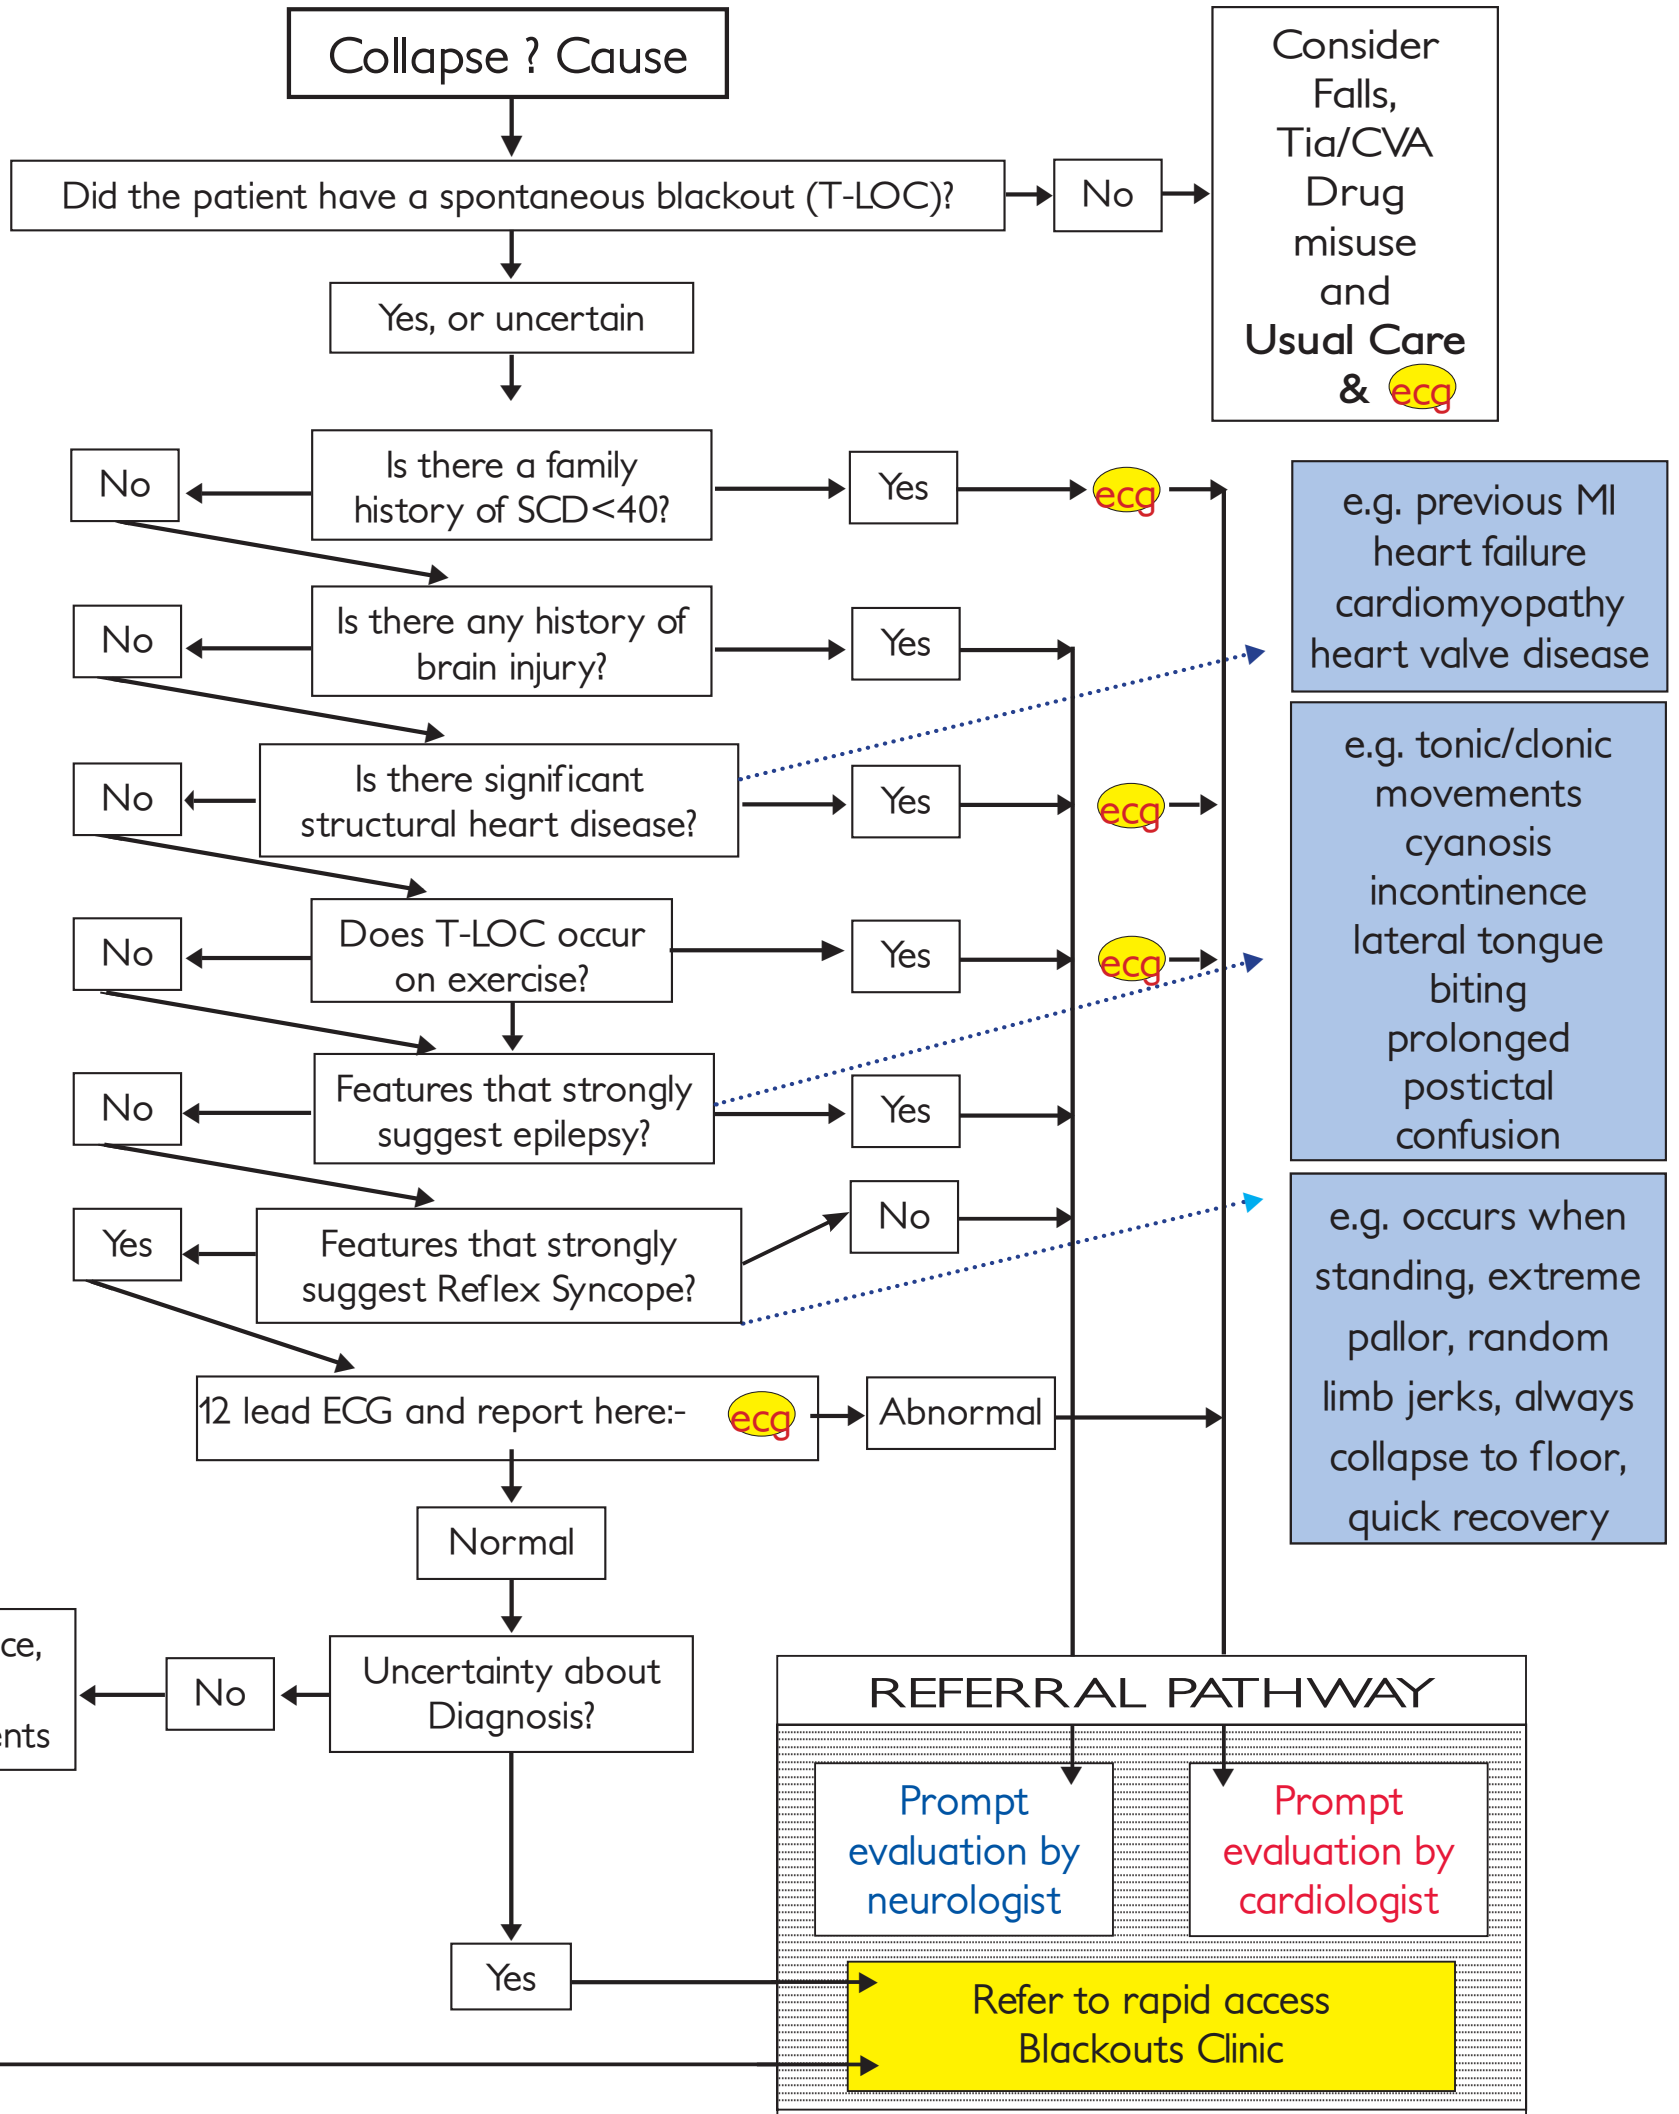 Collapse ? Cause
Consider
Falls,
Tia/CVA
Drug
misuse
and
Usual Care
& ecg
Did the patient have a spontaneous blackout (T-LOC)?
No
Yes, or uncertain
No
Is there a family
history of SCD<40?
Yes
ecg
e.g. previous MI
heart failure
cardiomyopathy
heart valve disease
No
Is there any history of
brain injury?
Yes
No
Is there significant
structural heart disease?
Yes
ecg
e.g. tonic/clonic
movements
cyanosis
incontinence
lateral tongue
biting
prolonged
postictal
confusion
No
Does T-LOC occur
on exercise?
Yes
ecg
No
Features that strongly
suggest epilepsy?
Yes
Yes
Features that strongly
suggest Reflex Syncope?
No
e.g. occurs when
standing, extreme
pallor, random
limb jerks, always
collapse to floor,
quick recovery
12 lead ECG and report here:-
ecg
Abnormal
Normal
ce,
ents
No
Uncertainty about
Diagnosis?
Yes
REFERRAL PATHWAY
Prompt
evaluation by
neurologist
Prompt
evaluation by
cardiologist
Refer to rapid access
Blackouts Clinic